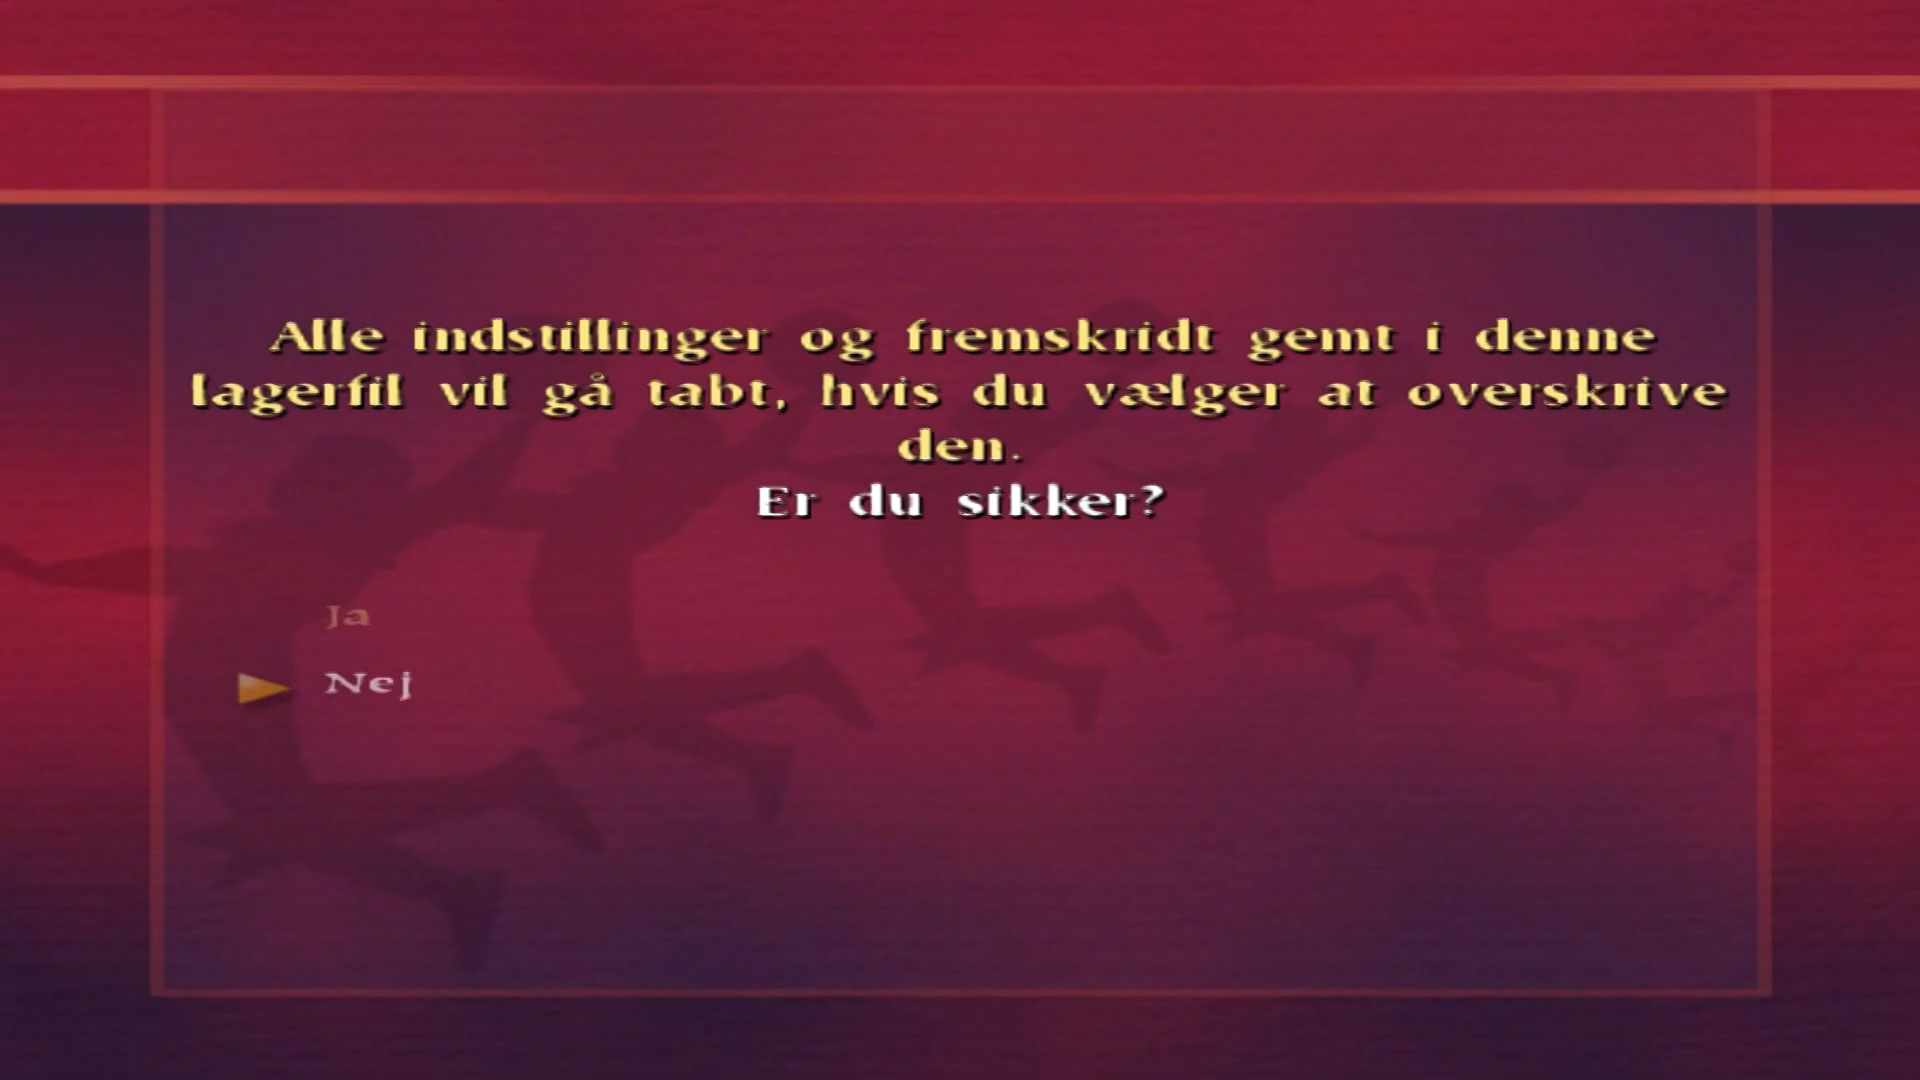 Alle indstillinger og fremskridt gemt i denne
lagerfil vil gå tabt, hvis du vælger at overskrive
den.
Er du sikker?
Ja
Nej